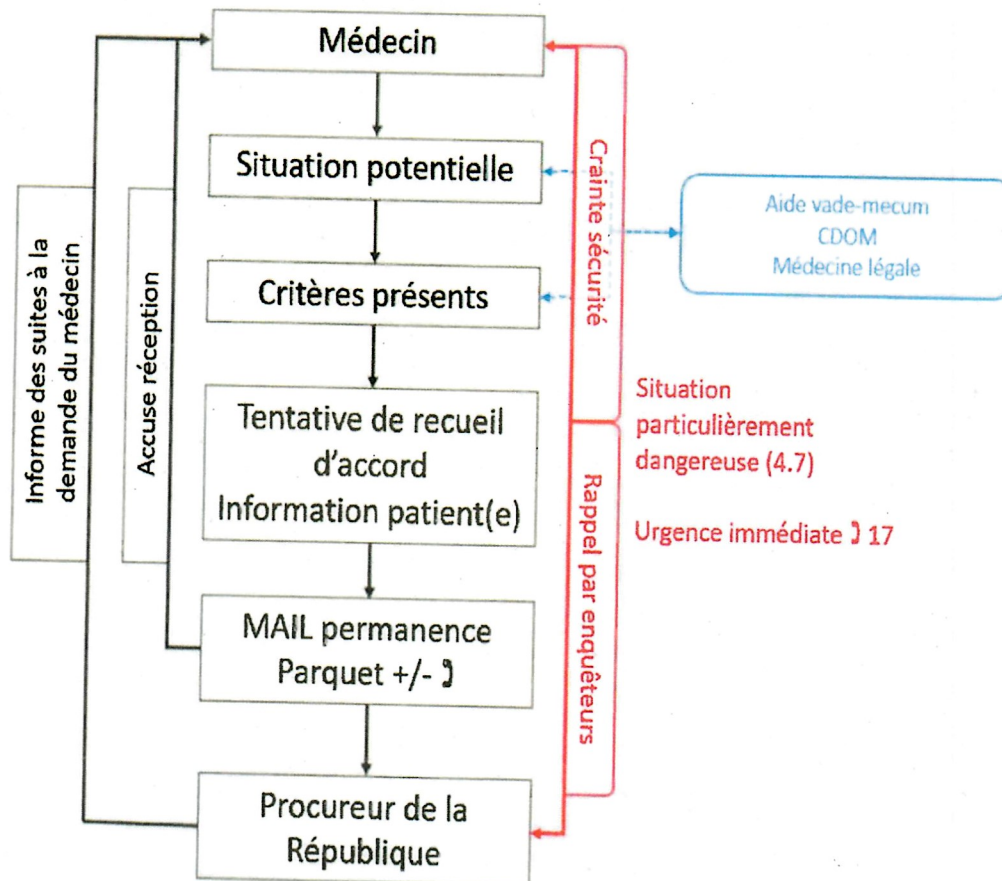 Médecin
Situation potentielle
Critères présents
Tentative de recueil
d'accord
Information patient(e)
MAIL permanence
Parquet +/-
Procureur de la
République
Informe des suites à la
demande du médecin
Accuse réception
Crainte sécurité
Rappel par enquêteurs
Aide vade-mecum
CDOM
Médecine légale
Situation
particulièrement
dangereuse (4.7)
Urgence immédiate 17